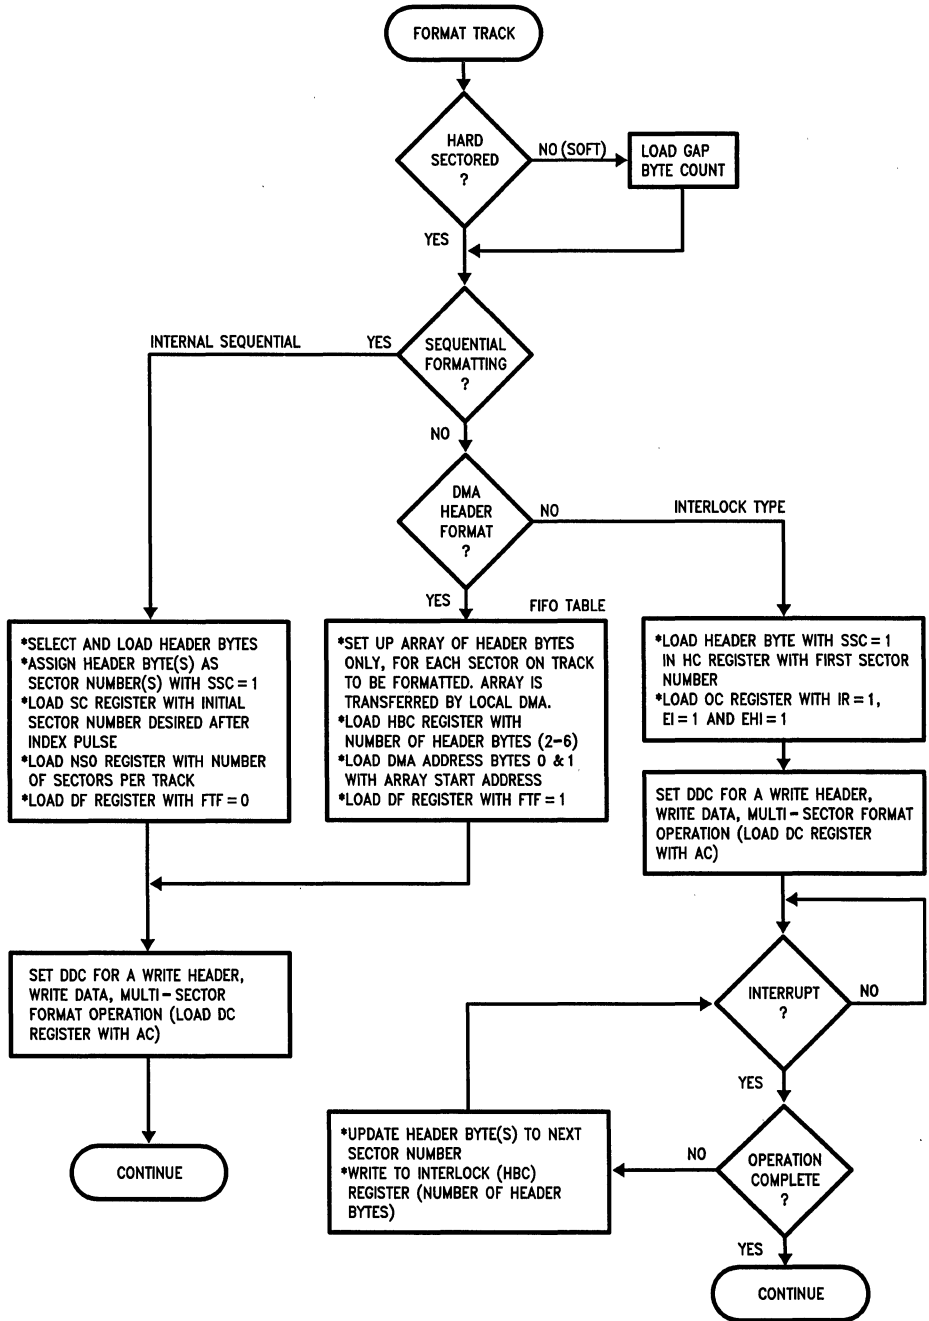 FORMAT TRACK
HARD
SECTORED
?
NO (SOFT)
LOAD GAP
BYTE COUNT
YES
SEQUENTIAL
FORMATTING
?
YES
INTERNAL SEQUENTIAL
NO
DMA
HEADER
FORMAT
?
NO
INTERLOCK TYPE
YES
FIFO TABLE
*SELECT AND LOAD HEADER BYTES
*ASSIGN HEADER BYTE(S) AS
SECTOR NUMBER(S) WITH SSC=1
*LOAD SC REGISTER WITH INITIAL
SECTOR NUMBER DESIRED AFTER
INDEX PULSE
*LOAD NSO REGISTER WITH NUMBER
OF SECTORS PER TRACK
*LOAD DF REGISTER WITH FTF=0
*SET UP ARRAY OF HEADER BYTES
ONLY, FOR EACH SECTOR ON TRACK
TO BE FORMATTED. ARRAY IS
TRANSFERRED BY LOCAL DMA.
*LOAD HBC REGISTER WITH
NUMBER OF HEADER BYTES (2-6)
*LOAD DMA ADDRESS BYTES 0 & 1
WITH ARRAY START ADDRESS
*LOAD DF REGISTER WITH FTF=1
*LOAD HEADER BYTE WITH SSC=1
IN HC REGISTER WITH FIRST SECTOR
NUMBER
*LOAD OC REGISTER WITH IR=1,
EI=1 AND EHI=1
SET DDC FOR A WRITE HEADER,
WRITE DATA, MULTI-SECTOR FORMAT
OPERATION (LOAD DC REGISTER
WITH AC)
SET DDC FOR A WRITE HEADER,
WRITE DATA, MULTI-SECTOR
FORMAT OPERATION (LOAD DC
REGISTER WITH AC)
CONTINUE
INTERRUPT
?
NO
YES
OPERATION
COMPLETE
?
NO
*UPDATE HEADER BYTE(S) TO NEXT
SECTOR NUMBER
*WRITE TO INTERLOCK (HBC)
REGISTER (NUMBER OF HEADER
BYTES)
YES
CONTINUE